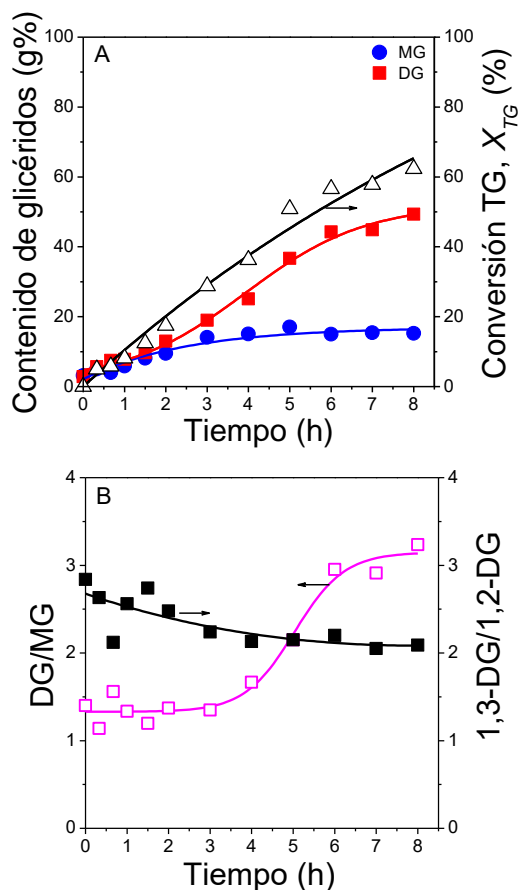 A
MG
DG
Contenido de glicéridos (g%)
100
80
60
40
20
0
100
80
60
40
20
0
Conversión TG, X_TG (%)
0 1 2 3 4 5 6 7 8
Tiempo (h)
B
DG/MG
4
3
2
1
0
4
3
2
1
0
1,3-DG/1,2-DG
0 1 2 3 4 5 6 7 8
Tiempo (h)